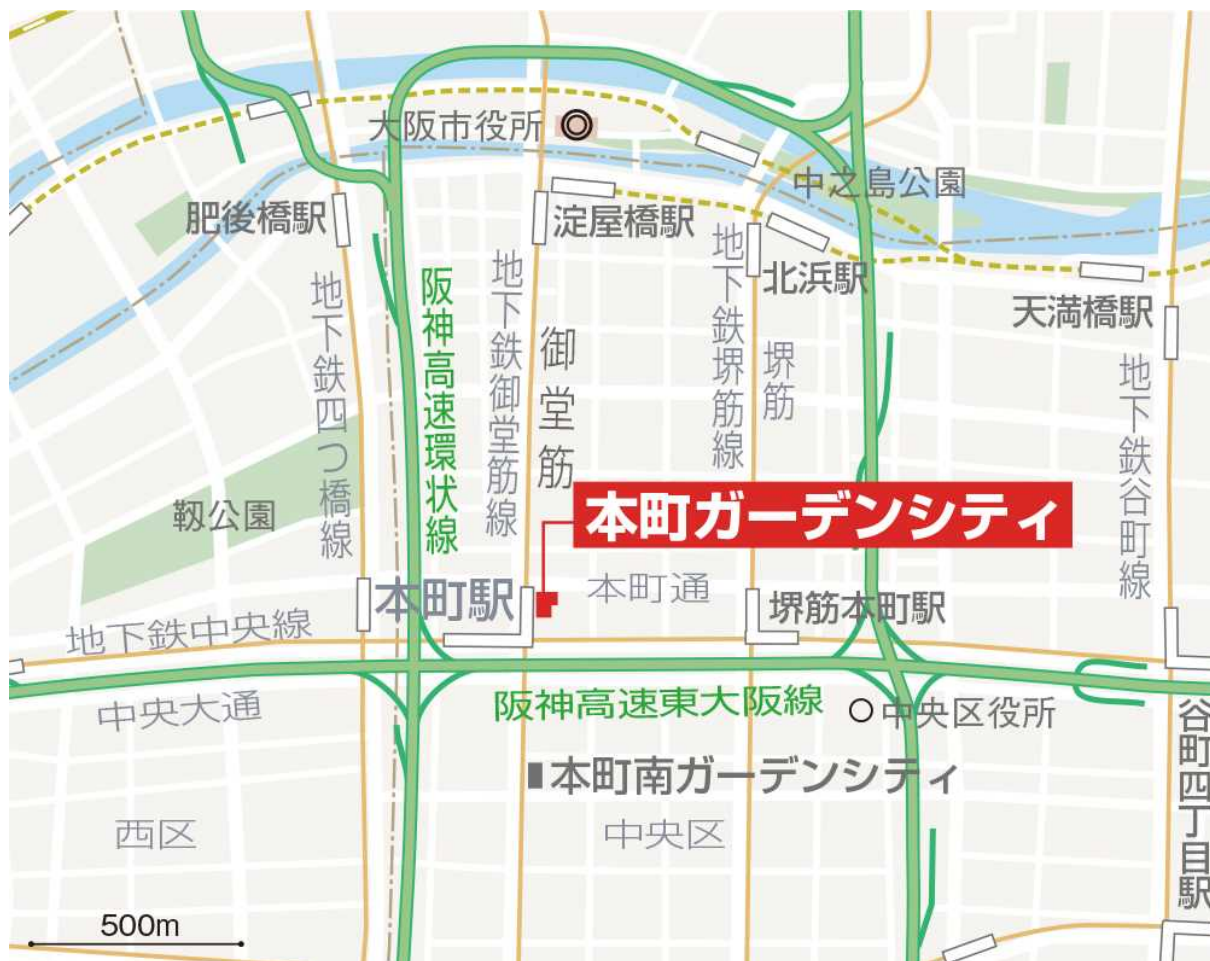 大阪市役所
中之島公園
肥後橋駅
淀屋橋駅
北浜駅
天満橋駅
地下鉄四つ橋線
阪神高速環状線
地下鉄御堂筋線
御堂筋
地下鉄堺筋線
堺筋
地下鉄谷町線
靱公園
本町ガーデンシティ
本町駅
本町通
堺筋本町駅
地下鉄中央線
中央大通
阪神高速東大阪線
中央区役所
谷町四丁目駅
本町南ガーデンシティ
西区
中央区
500m